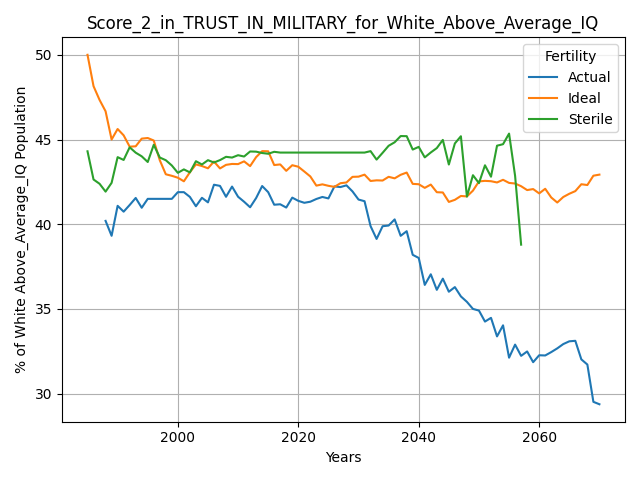 Score_2_in_TRUST_IN_MILITARY_for_White_Above_Average_IQ
% of White Above_Average_IQ Population
50
45
40
35
30
Fertility
Actual
Ideal
Sterile
2000
2020
2040
2060
Years